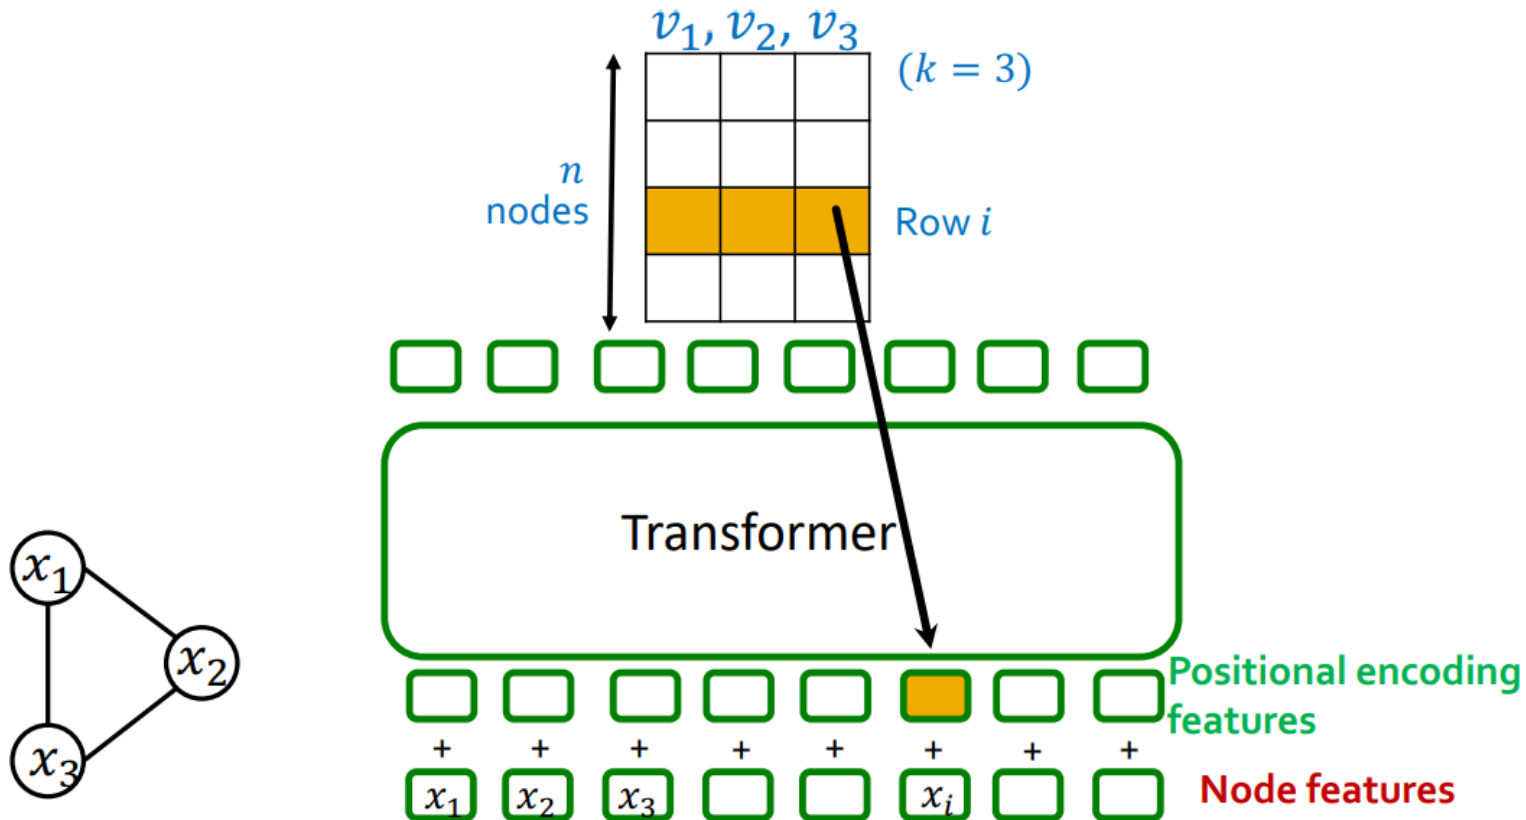 v₁, v₂, v₃
(k = 3)
n
nodes
Row i
Transformer
x₁
x₂
x₃
Positional encoding
features
+ + + + + + + +
x₁ x₂ x₃ xᵢ
Node features